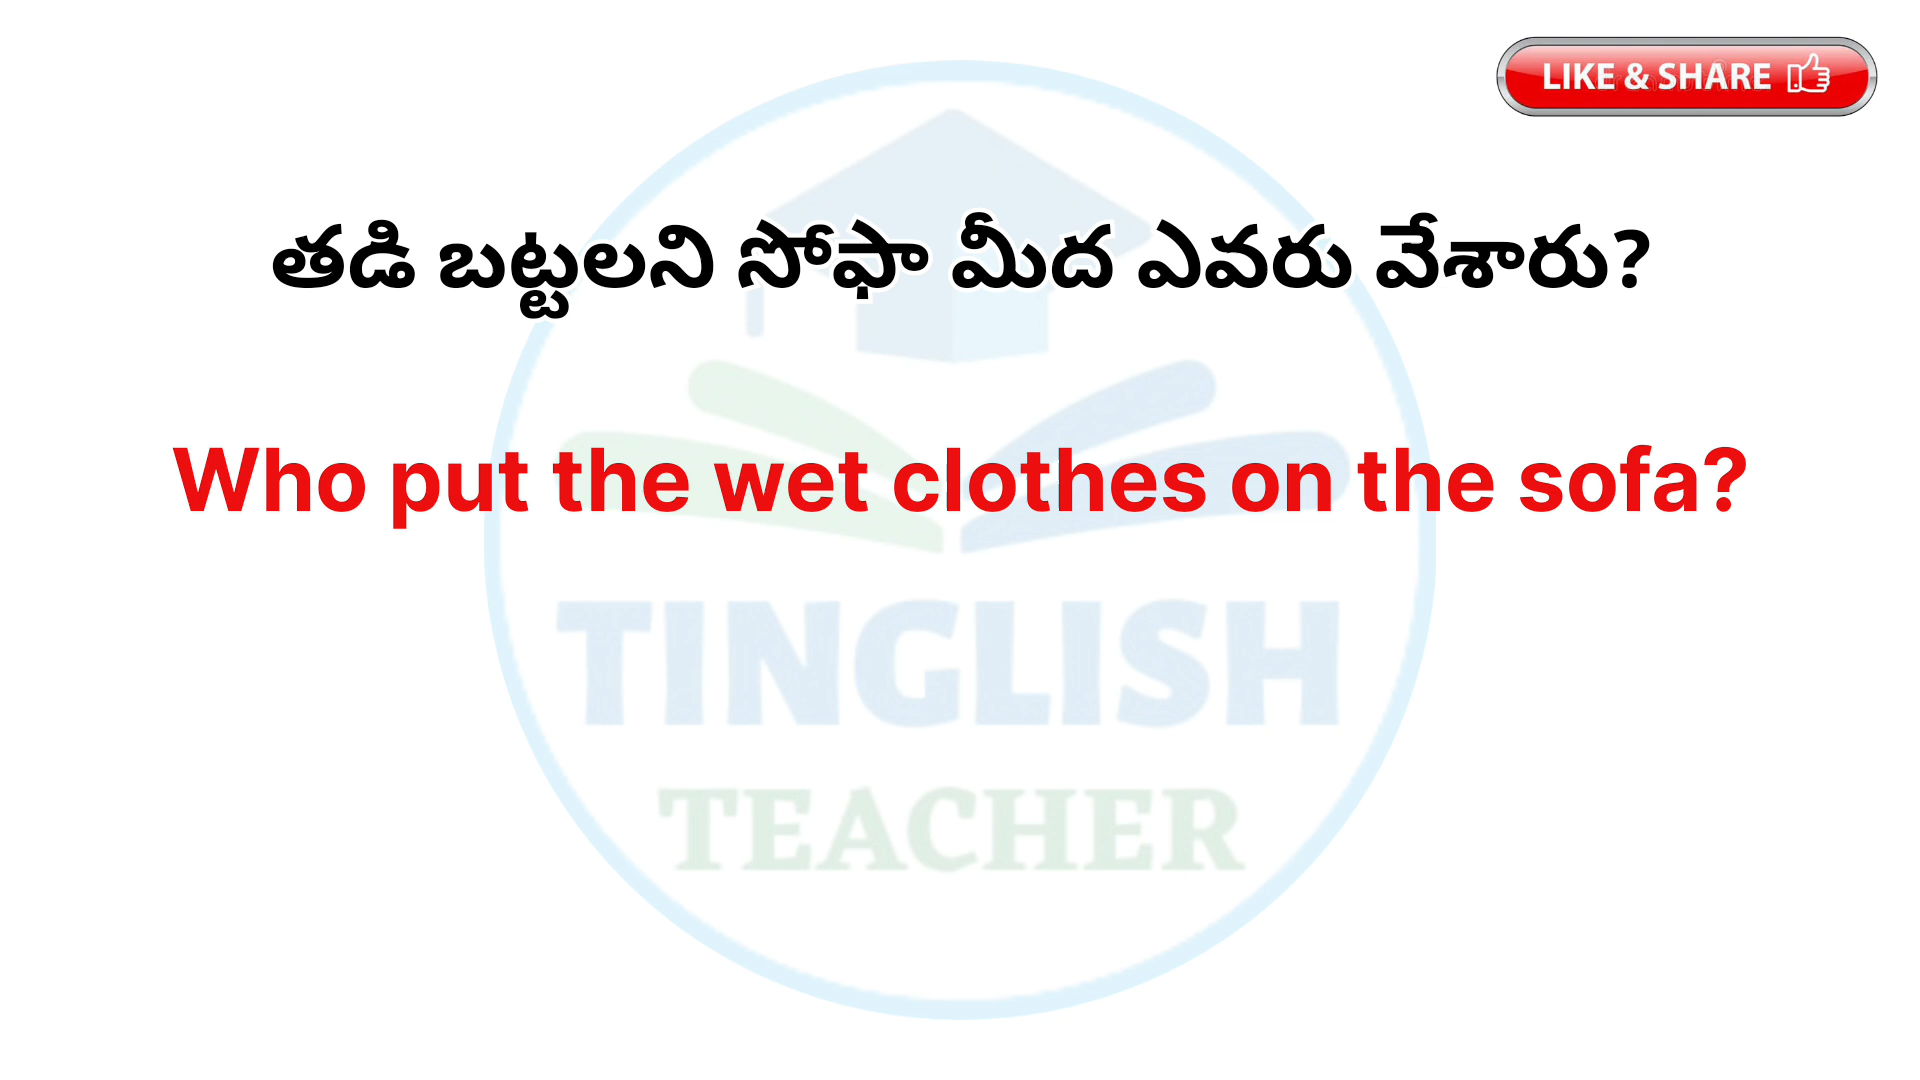 LIKE & SHARE
తడి బట్టలని సోఫా మీద ఎవరు వేశారు?
Who put the wet clothes on the sofa?
TINGLISH
TEACHER